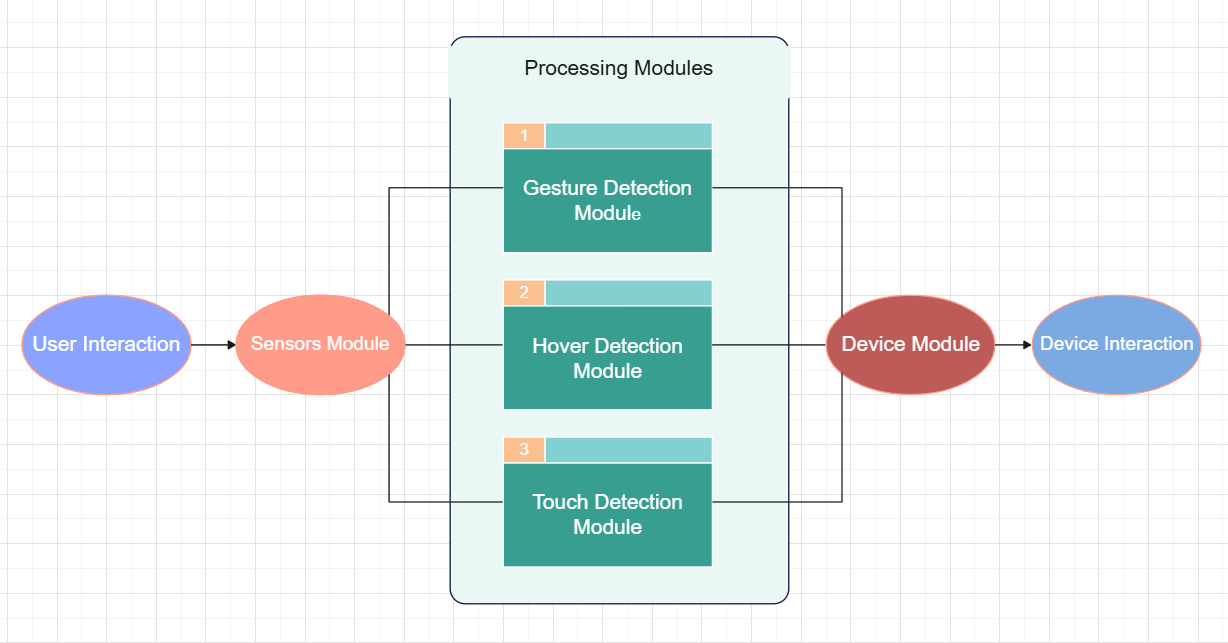 Processing Modules
1
Gesture Detection
Module
User Interaction
Sensors Module
2
Hover Detection
Module
Device Module
Device Interaction
3
Touch Detection
Module